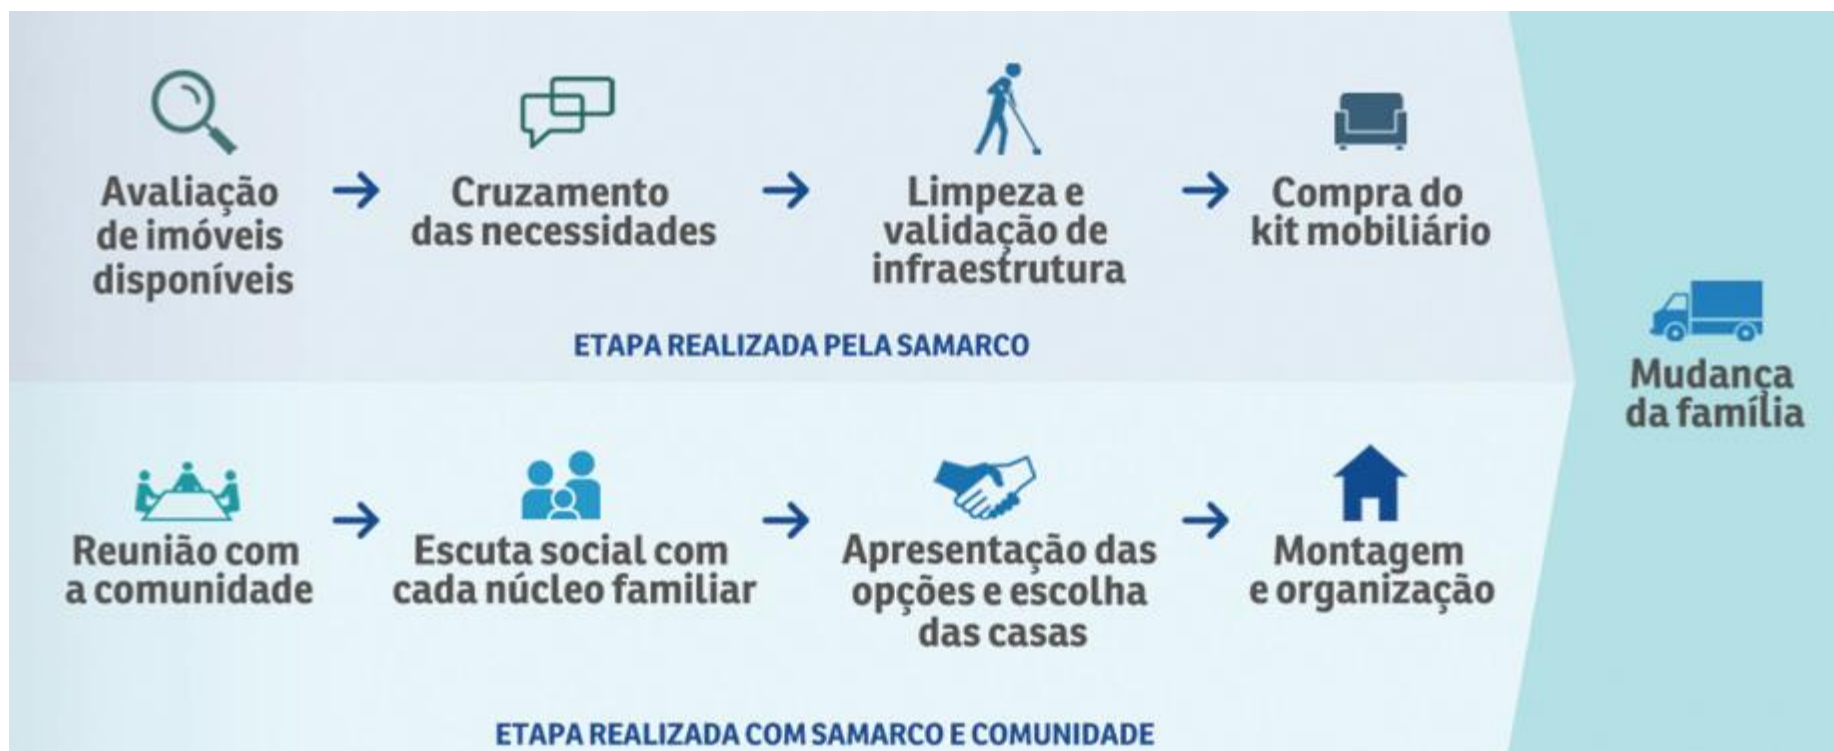 Avaliação
de imóveis
disponíveis
Cruzamento
das necessidades
Limpeza e
validação de
infraestrutura
Compra do
kit mobiliário
ETAPA REALIZADA PELA SAMARCO
Reunião com
a comunidade
Escuta social com
cada núcleo familiar
Apresentação das
opções e escolha
das casas
Montagem
e organização
ETAPA REALIZADA COM SAMARCO E COMUNIDADE
Mudança
da família